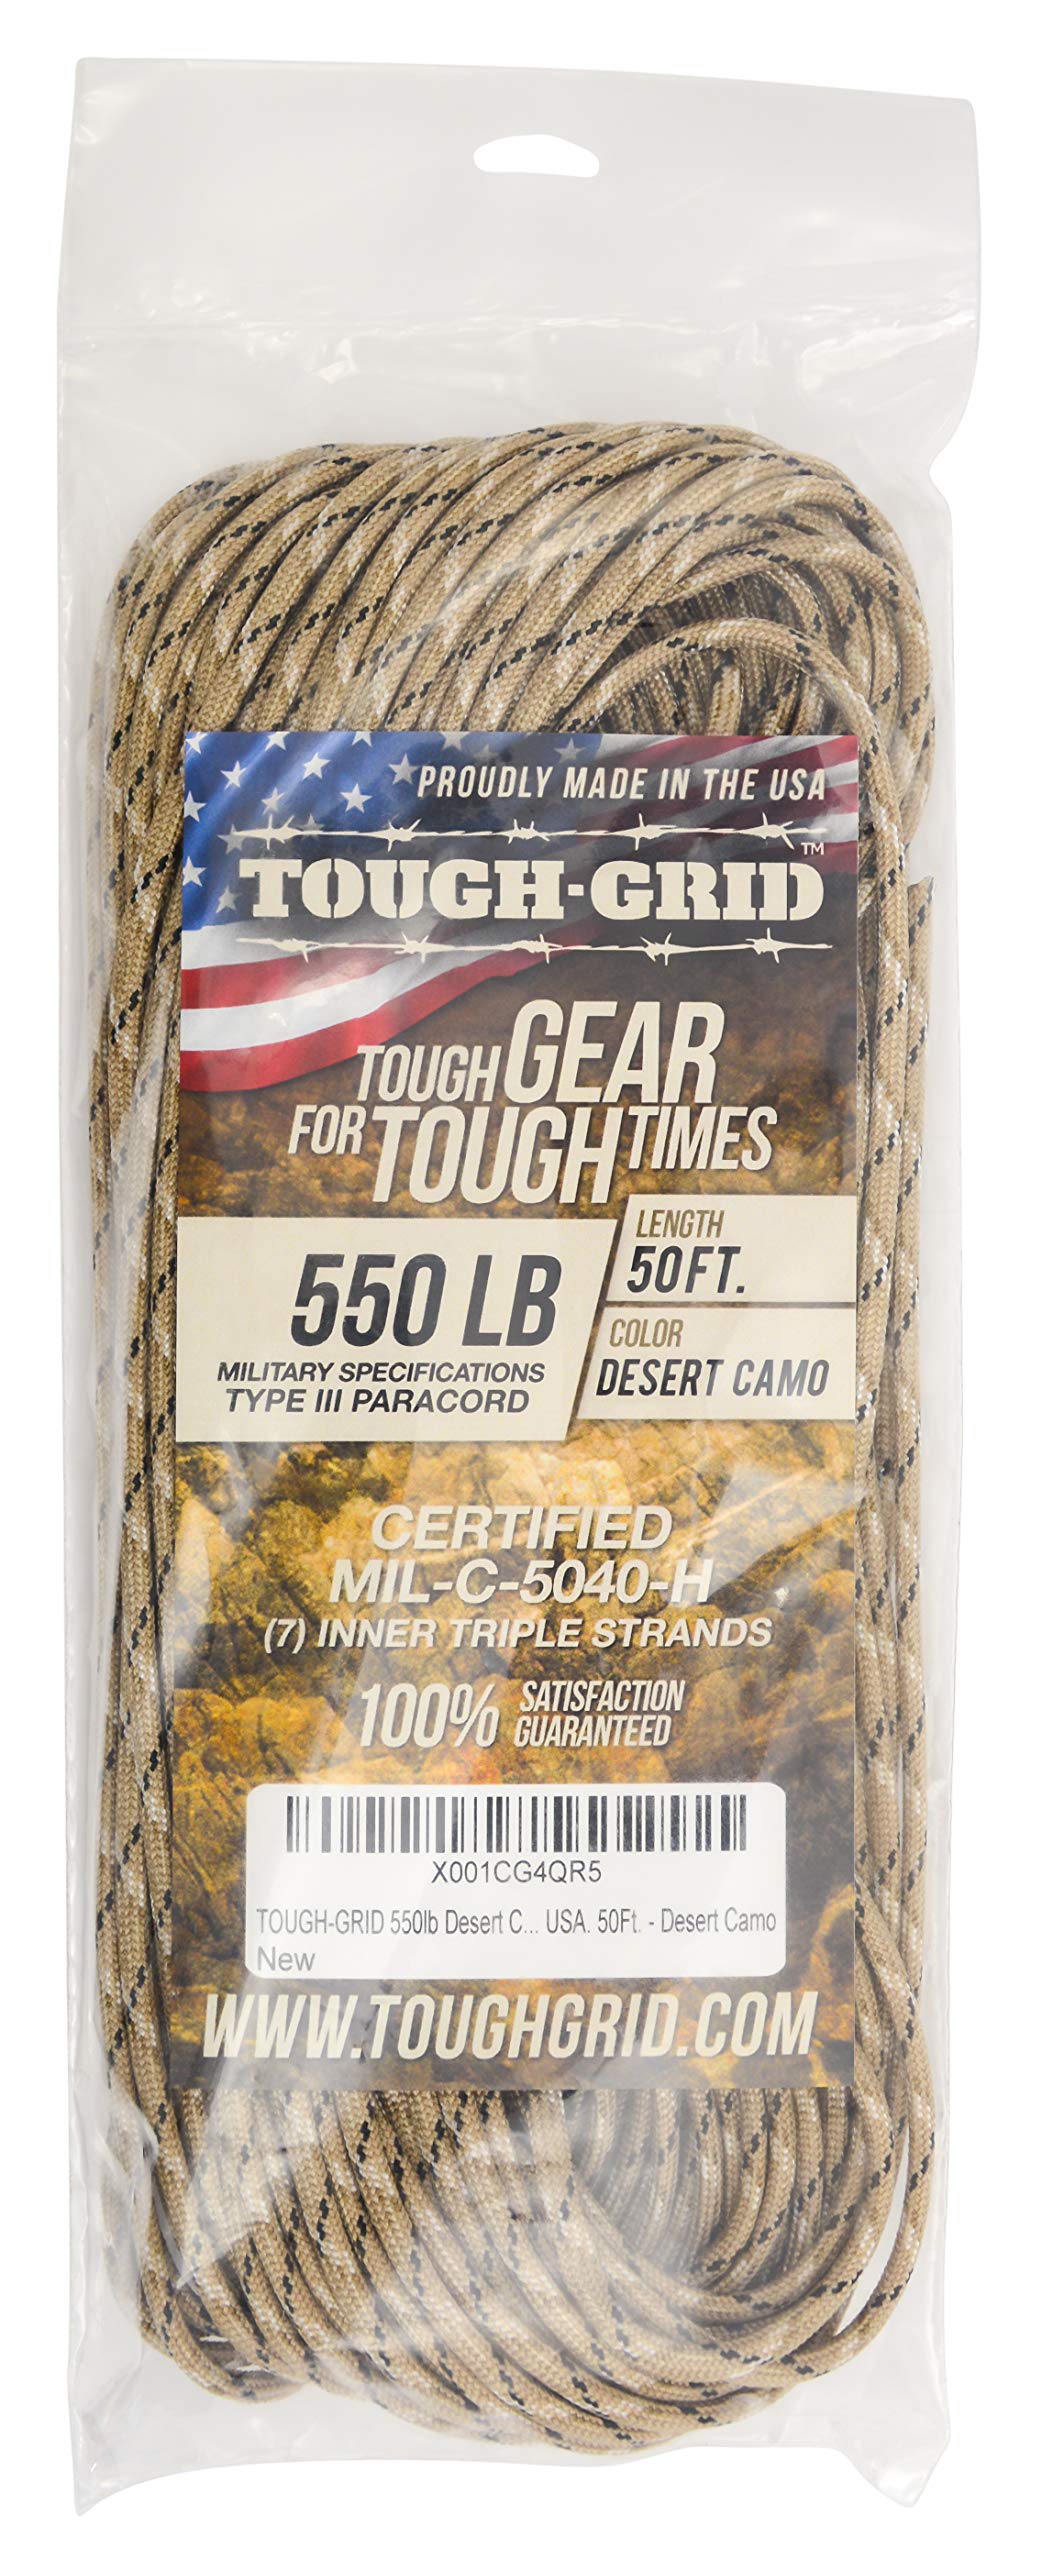 PROUDLY MADE IN THE USA
TOUGH-GRID™
TOUGH GEAR
FOR TOUGH TIMES
550 LB
MILITARY SPECIFICATIONS
TYPE III PARACORD
LENGTH
50FT.
COLOR
DESERT CAMO
CERTIFIED
MIL-C-5040-H
(7) INNER TRIPLE STRANDS
100% SATISFACTION
GUARANTEED
X001CG4QR5
TOUGH-GRID 550lb Desert C... USA. 50Ft. - Desert Camo
New
WWW.TOUGHGRID.COM